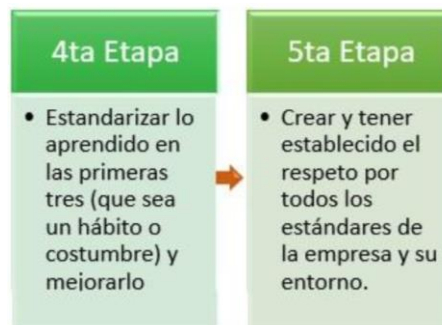 4ta Etapa
• Estandarizar lo
aprendido en
las primeras
tres (que sea
un hábito o
costumbre) y
mejorarlo
5ta Etapa
• Crear y tener
establecido el
respeto por
todos los
estándares de
la empresa y su
entorno.